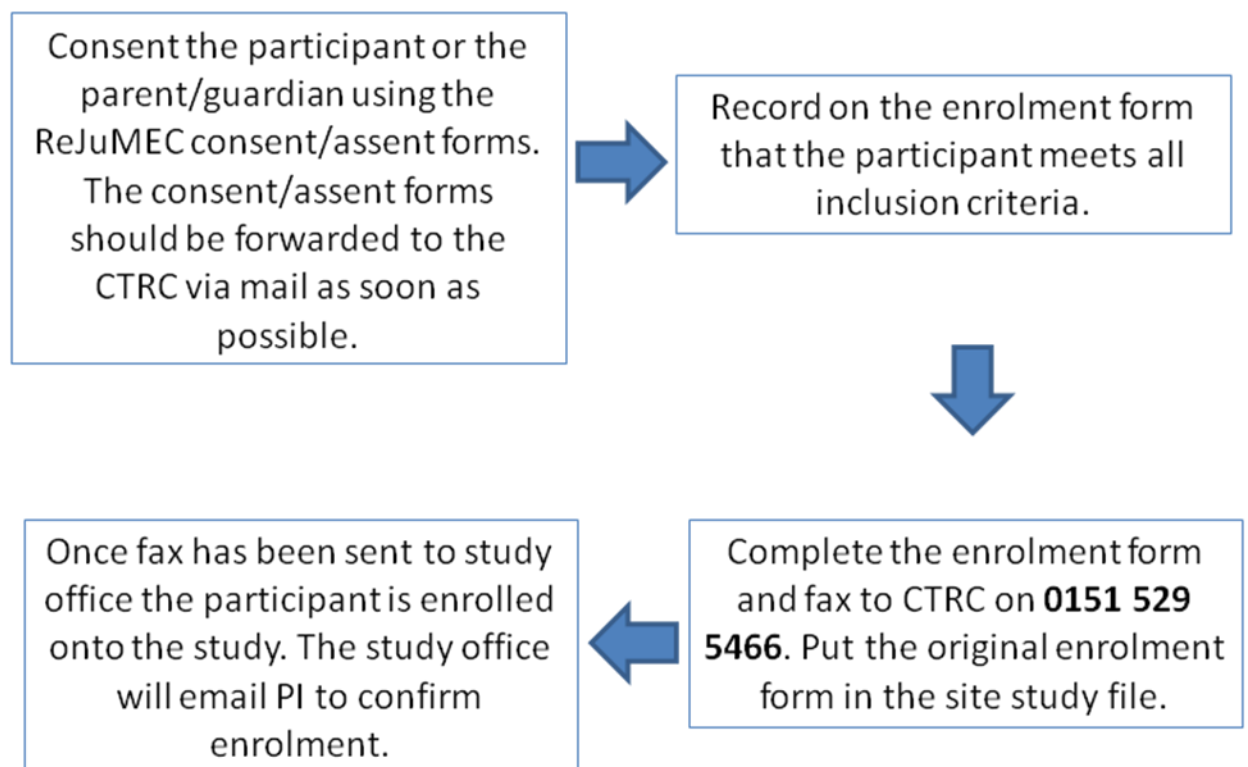 Consent the participant or the
parent/guardian using the
ReJuMEC consent/assent forms.
The consent/assent forms
should be forwarded to the
CTRC via mail as soon as
possible.
Record on the enrolment form
that the participant meets all
inclusion criteria.
Complete the enrolment form
and fax to CTRC on 0151 529
5466. Put the original enrolment
form in the site study file.
Once fax has been sent to study
office the participant is enrolled
onto the study. The study office
will email PI to confirm
enrolment.